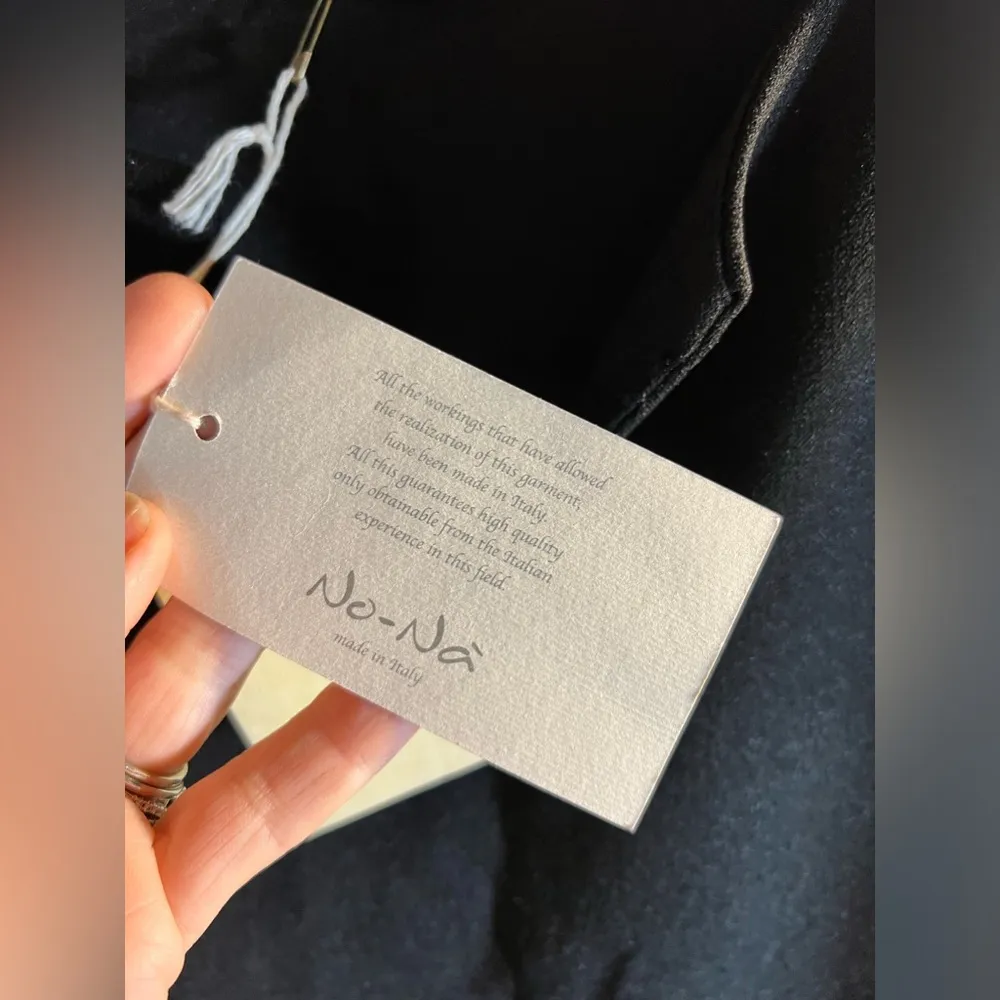 All the workings that have allowed
the realization of this garment,
have been made in Italy.
All this guarantees high quality
only obtainable from the Italian
experience in this field.
No-Nà
made in Italy